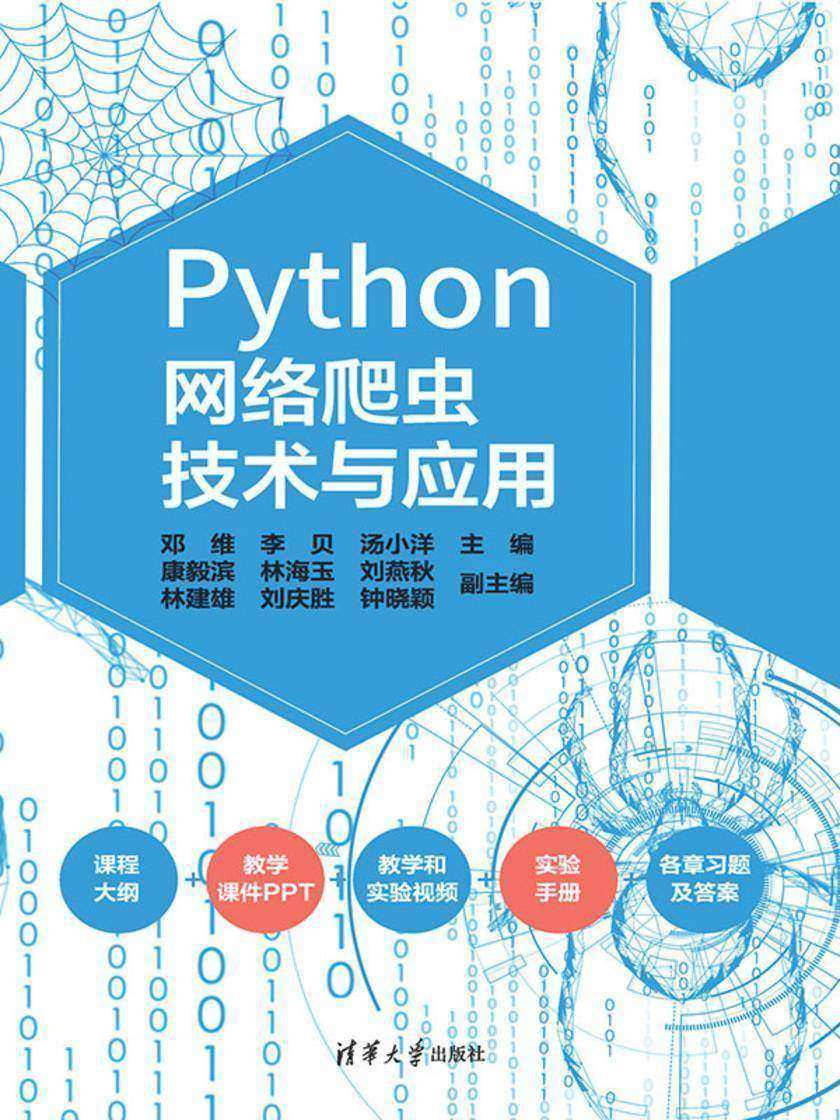 Python
网络爬虫
技术与应用
邓 维 李 贝 汤小洋 主 编
康毅滨 林海玉 刘燕秋
林建雄 刘庆胜 钟晓颖 副主编
课程
大纲
+
教学
课件PPT
+
教学和
实验视频
+
实验
手册
+
各章习题
及答案
清华大学出版社